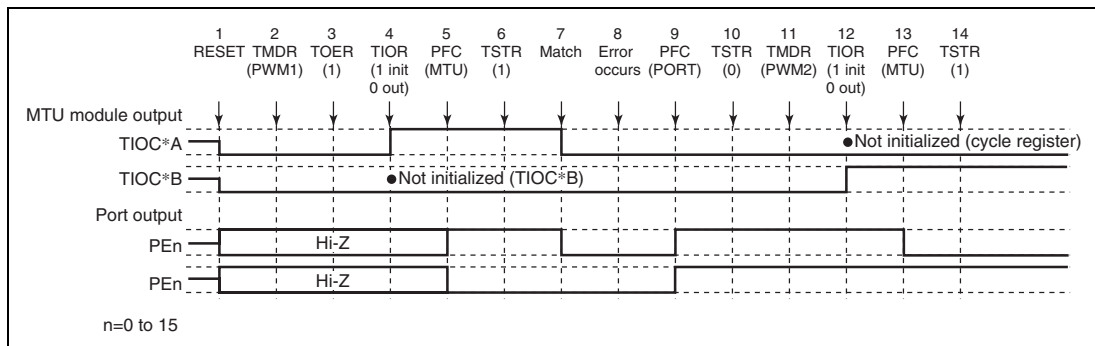 1 2 3 4 5 6 7 8 9 10 11 12 13 14
RESET TMDR TOER TIOR PFC TSTR Match Error PFC TSTR TMDR TIOR PFC TSTR
(PWM1) (1) (1 init (MTU) (1) occurs (PORT) (0) (PWM2) (1 init (MTU) (1)
0 out) 0 out)
MTU module output
TIOC*A ●Not initialized (cycle register)
TIOC*B ●Not initialized (TIOC*B)
Port output
PEn Hi-Z
PEn Hi-Z
n=0 to 15